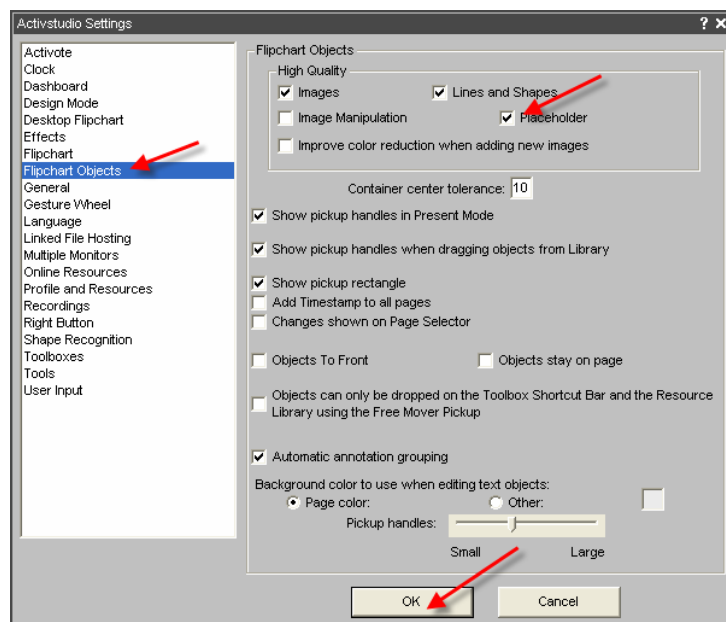 Activstudio Settings
Activote
Clock
Dashboard
Design Mode
Desktop Flipchart
Effects
Flipchart
Flipchart Objects
General
Gesture Wheel
Language
Linked File Hosting
Multiple Monitors
Online Resources
Profile and Resources
Recordings
Right Button
Shape Recognition
Toolboxes
Tools
User Input
Flipchart Objects
High Quality
Images
Lines and Shapes
Image Manipulation
Placeholder
Improve color reduction when adding new images
Container center tolerance: 10
Show pickup handles in Present Mode
Show pickup handles when dragging objects from Library
Show pickup rectangle
Add Timestamp to all pages
Changes shown on Page Selector
Objects To Front
Objects stay on page
Objects can only be dropped on the Toolbox Shortcut Bar and the Resource
Library using the Free Mover Pickup
Automatic annotation grouping
Background color to use when editing text objects:
Page color:
Other:
Pickup handles:
Small
Large
OK
Cancel